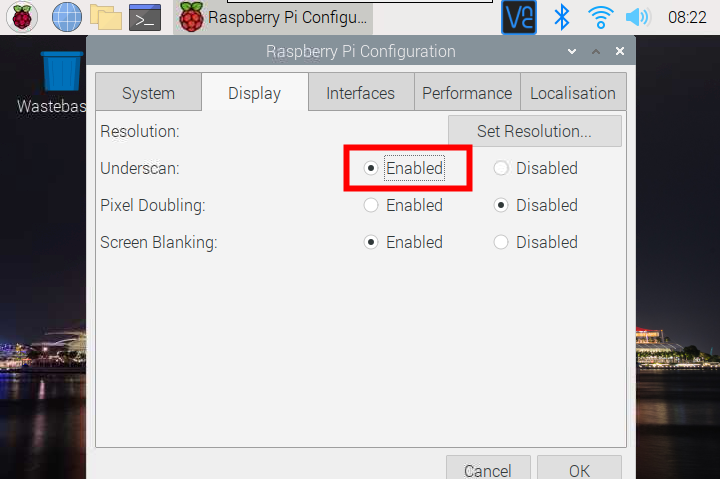 Raspberry Pi Configu...
08:22
Raspberry Pi Configuration
Wastebas
System Display Interfaces Performance Localisation
Resolution: Set Resolution...
Underscan: Enabled Disabled
Pixel Doubling: Enabled Disabled
Screen Blanking: Enabled Disabled
Cancel OK